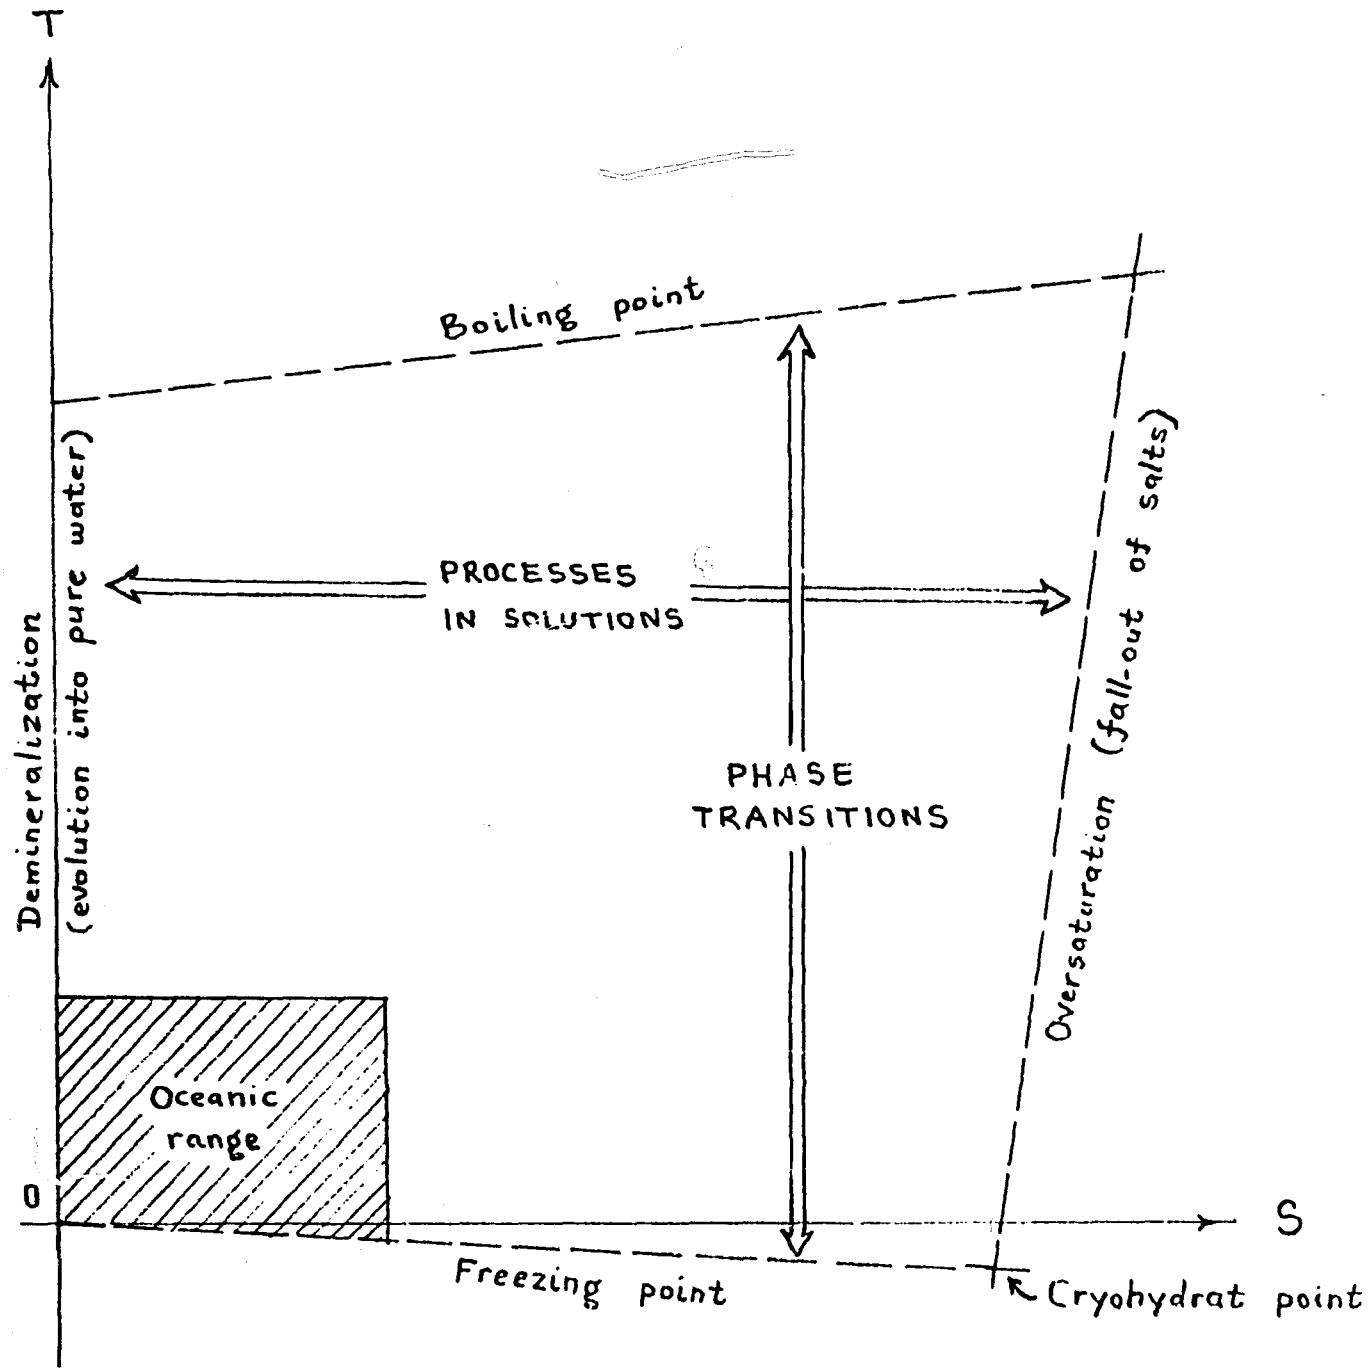 T
Boiling point
Demineralization
(evolution into pure water)
PROCESSES
IN SOLUTIONS
Oversaturation (fall-out of salts)
PHASE
TRANSITIONS
Oceanic
range
0
S
Freezing point
Cryohydrat point